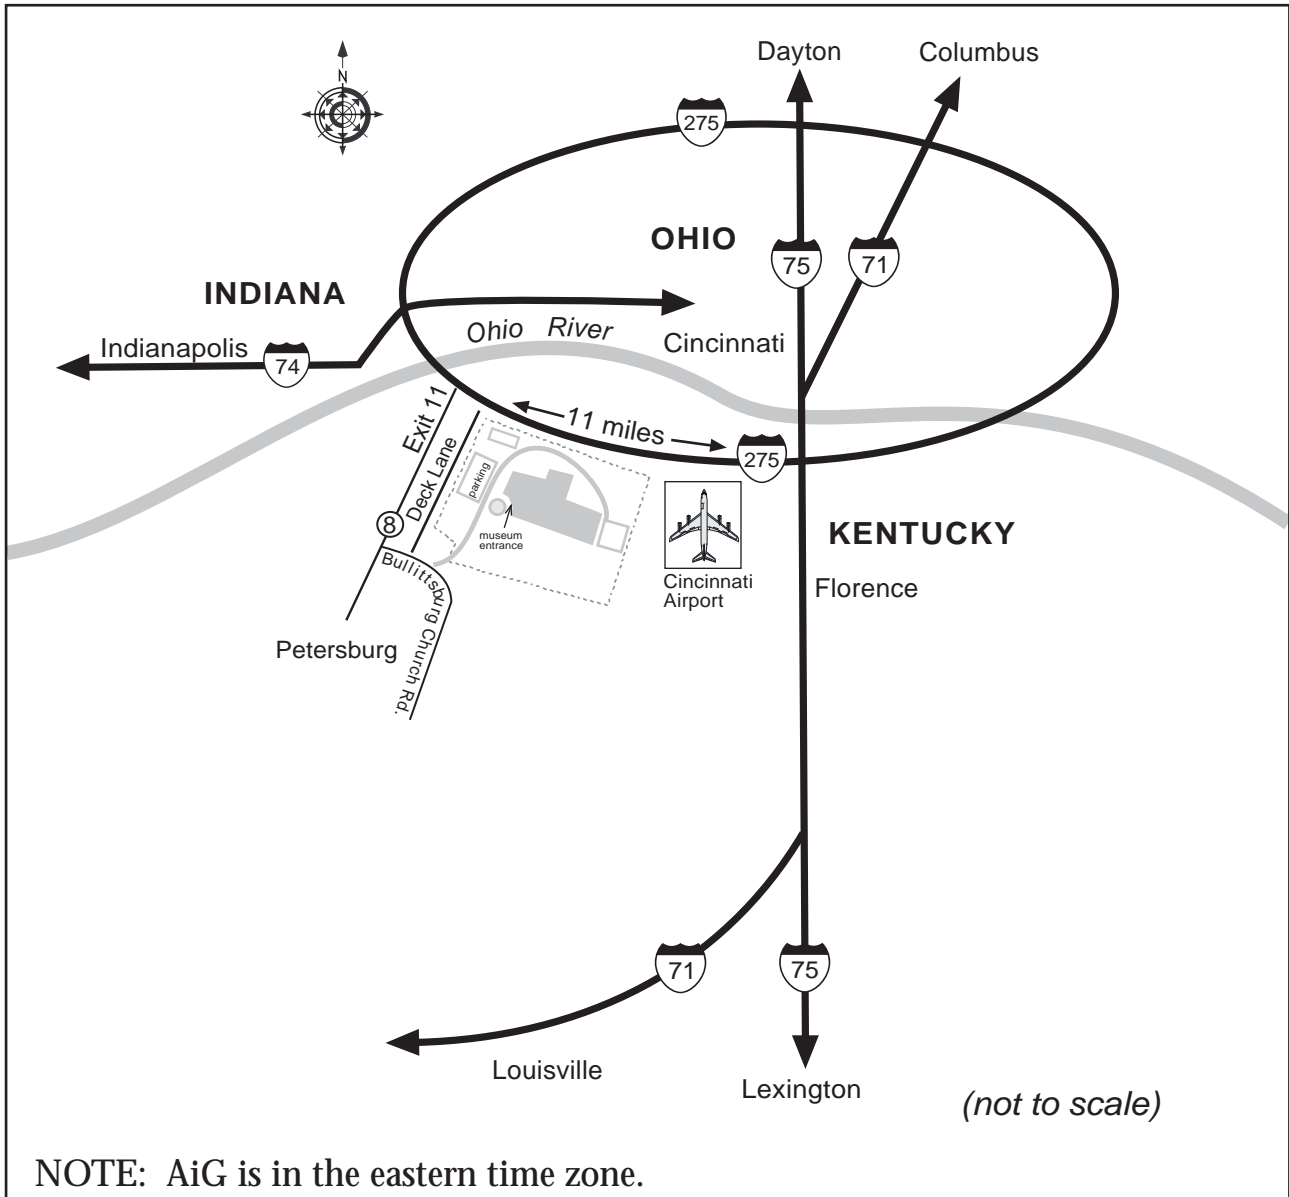 Dayton
Columbus
N
275
OHIO
75
71
INDIANA
Ohio River
Cincinnati
Indianapolis
74
Exit 11
11 miles
275
Deck Lane
parking
8
museum
entrance
KENTUCKY
Bullittsburg Church Rd.
Cincinnati
Airport
Florence
Petersburg
71
75
Louisville
Lexington
(not to scale)
NOTE: AiG is in the eastern time zone.